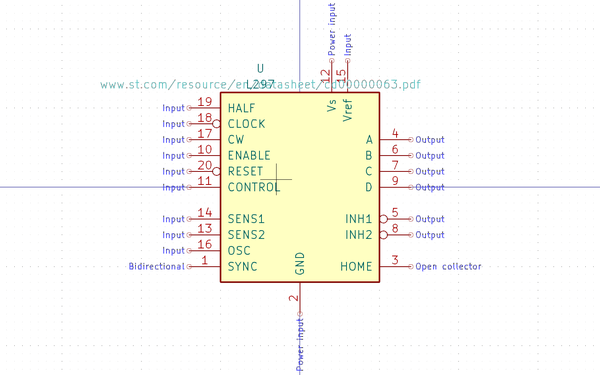 Power input
Input
12
15
U
L297
www.st.com/resource/en/datasheet/cd00000063.pdf
Vs
Vref
Input 19 HALF
Input 18 CLOCK
Input 17 CW
A 4 Output
Input 10 ENABLE
B 6 Output
Input 20 RESET
C 7 Output
Input 11 CONTROL
D 9 Output
Input 14 SENS1
INH1 5 Output
Input 13 SENS2
INH2 8 Output
Input 16 OSC
Bidirectional 1 SYNC
GND
HOME 3 Open collector
2
Power input